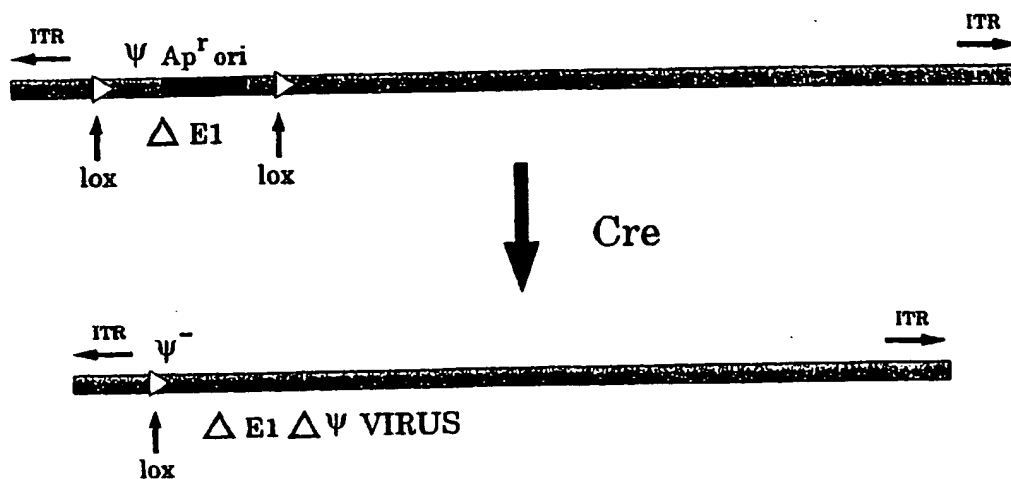 ITR
ITR
Ψ Ap^r ori
△ E1
lox
lox
Cre
ITR
ITR
Ψ⁻
△ E1 △ Ψ VIRUS
lox